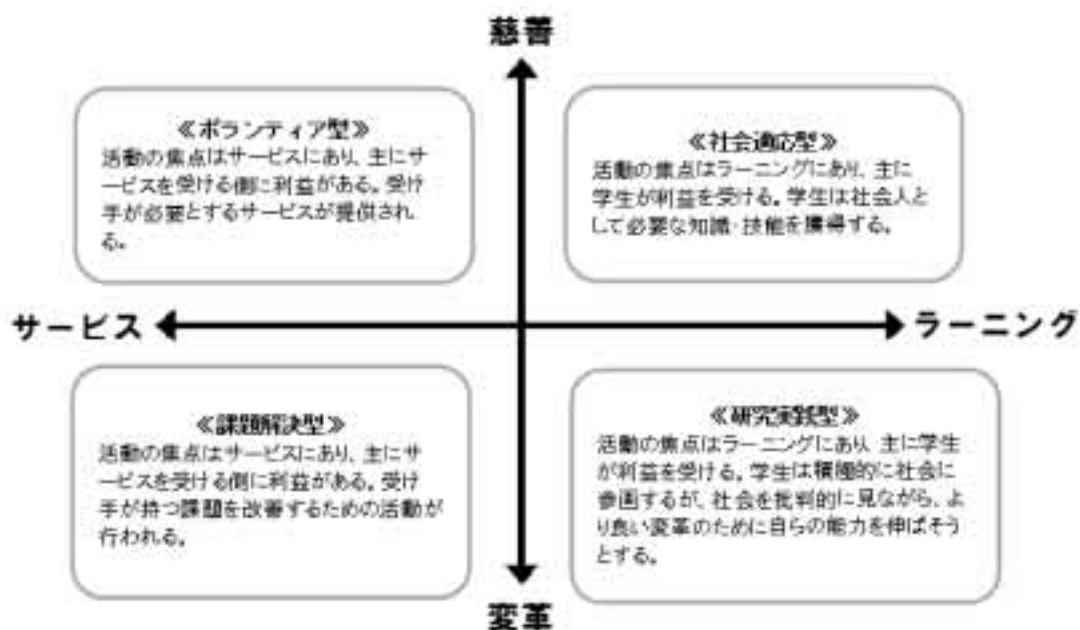 慈善
≪ボランティア型≫
活動の焦点はサービスにあり、主にサ
ービスを受ける側に利益がある。受け
手が必要とするサービスが提供され
る。
≪社会適応型≫
活動の焦点はラーニングにあり、主に
学生が利益を受ける。学生は社会人と
して必要な知識・技能を獲得する。
サービス
ラーニング
≪課題解決型≫
活動の焦点はサービスにあり、主にサ
ービスを受ける側に利益がある。受け
手が持つ課題を改善するための活動が
行われる。
≪研究実践型≫
活動の焦点はラーニングにあり、主に学生
が利益を受ける。学生は積極的に社会に
参画するが、社会を批判的に見ながら、よ
り良い変革のために自らの能力を伸ばそう
とする。
変革